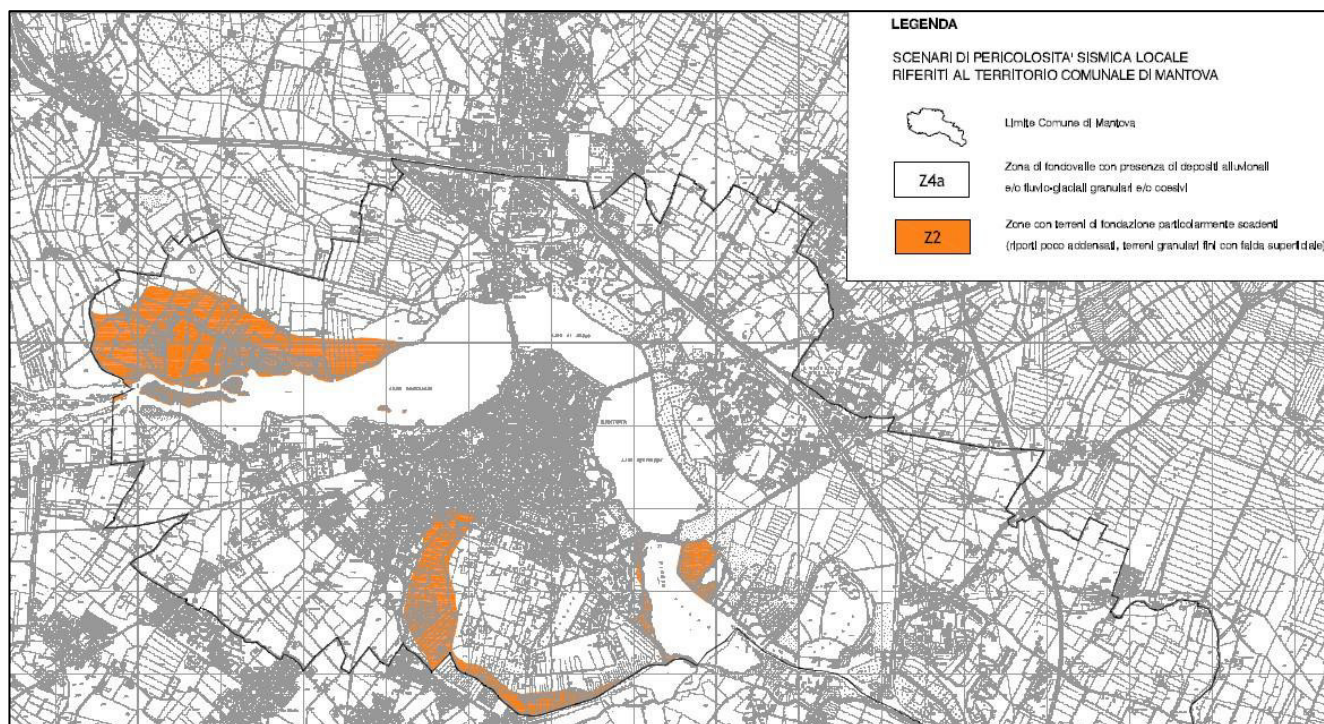 LEGENDA
SCENARI DI PERICOLOSITA' SISMICA LOCALE
RIFERITI AL TERRITORIO COMUNALE DI MANTOVA
Limite Comune di Mantova
Z4a
Zona di fondovalle con presenza di depositi alluvionali
e/o fluvio-glaciali granulari e/o coesivi
Z2
Zone con terreni di fondazione particolarmente scadenti
(riporti poco addensati, terreni granulari fini con falda superficiale)